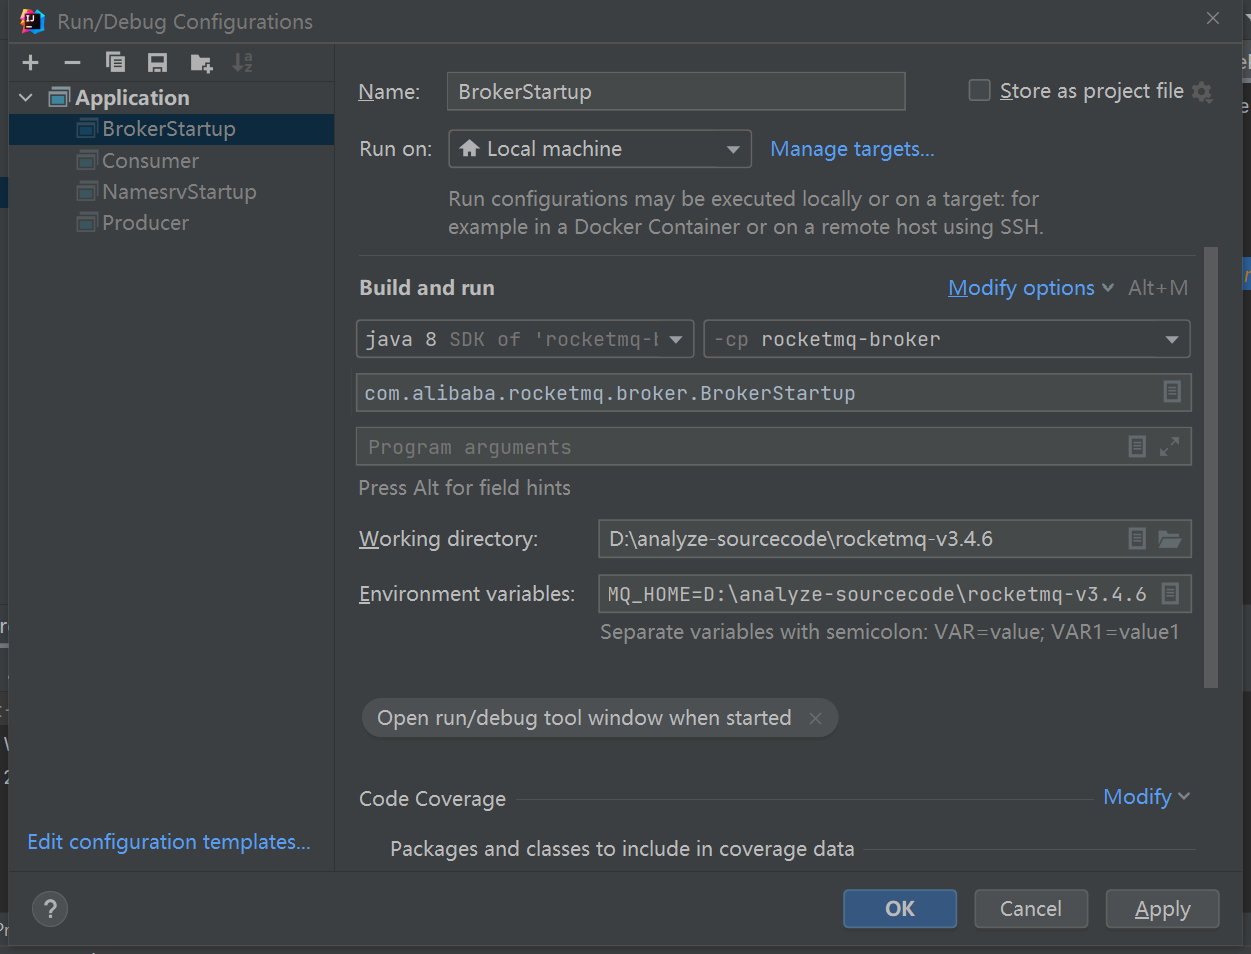 Run/Debug Configurations
Application
BrokerStartup
Consumer
NamesrvStartup
Producer
Edit configuration templates...
Name: BrokerStartup
Store as project file
Run on: Local machine Manage targets...
Run configurations may be executed locally or on a target: for
example in a Docker Container or on a remote host using SSH.
Build and run Modify options Alt+M
java 8 SDK of 'rocketmq-b -cp rocketmq-broker
com.alibaba.rocketmq.broker.BrokerStartup
Program arguments
Press Alt for field hints
Working directory: D:\analyze-sourcecode\rocketmq-v3.4.6
Environment variables: MQ_HOME=D:\analyze-sourcecode\rocketmq-v3.4.6
Separate variables with semicolon: VAR=value; VAR1=value1
Open run/debug tool window when started
Code Coverage Modify
Packages and classes to include in coverage data
? OK Cancel Apply